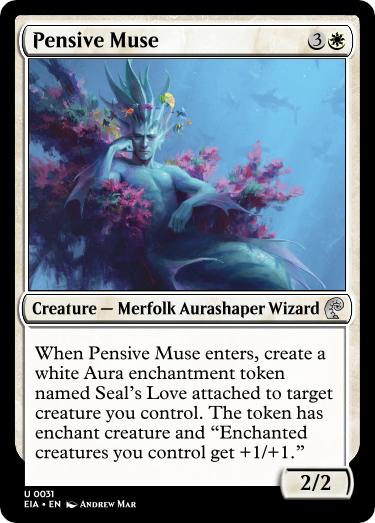 Pensive Muse 3
Creature — Merfolk Aurashaper Wizard
When Pensive Muse enters, create a
white Aura enchantment token
named Seal's Love attached to target
creature you control. The token has
enchant creature and “Enchanted
creatures you control get +1/+1.”
2/2
U 0031
EIA • EN Andrew Mar